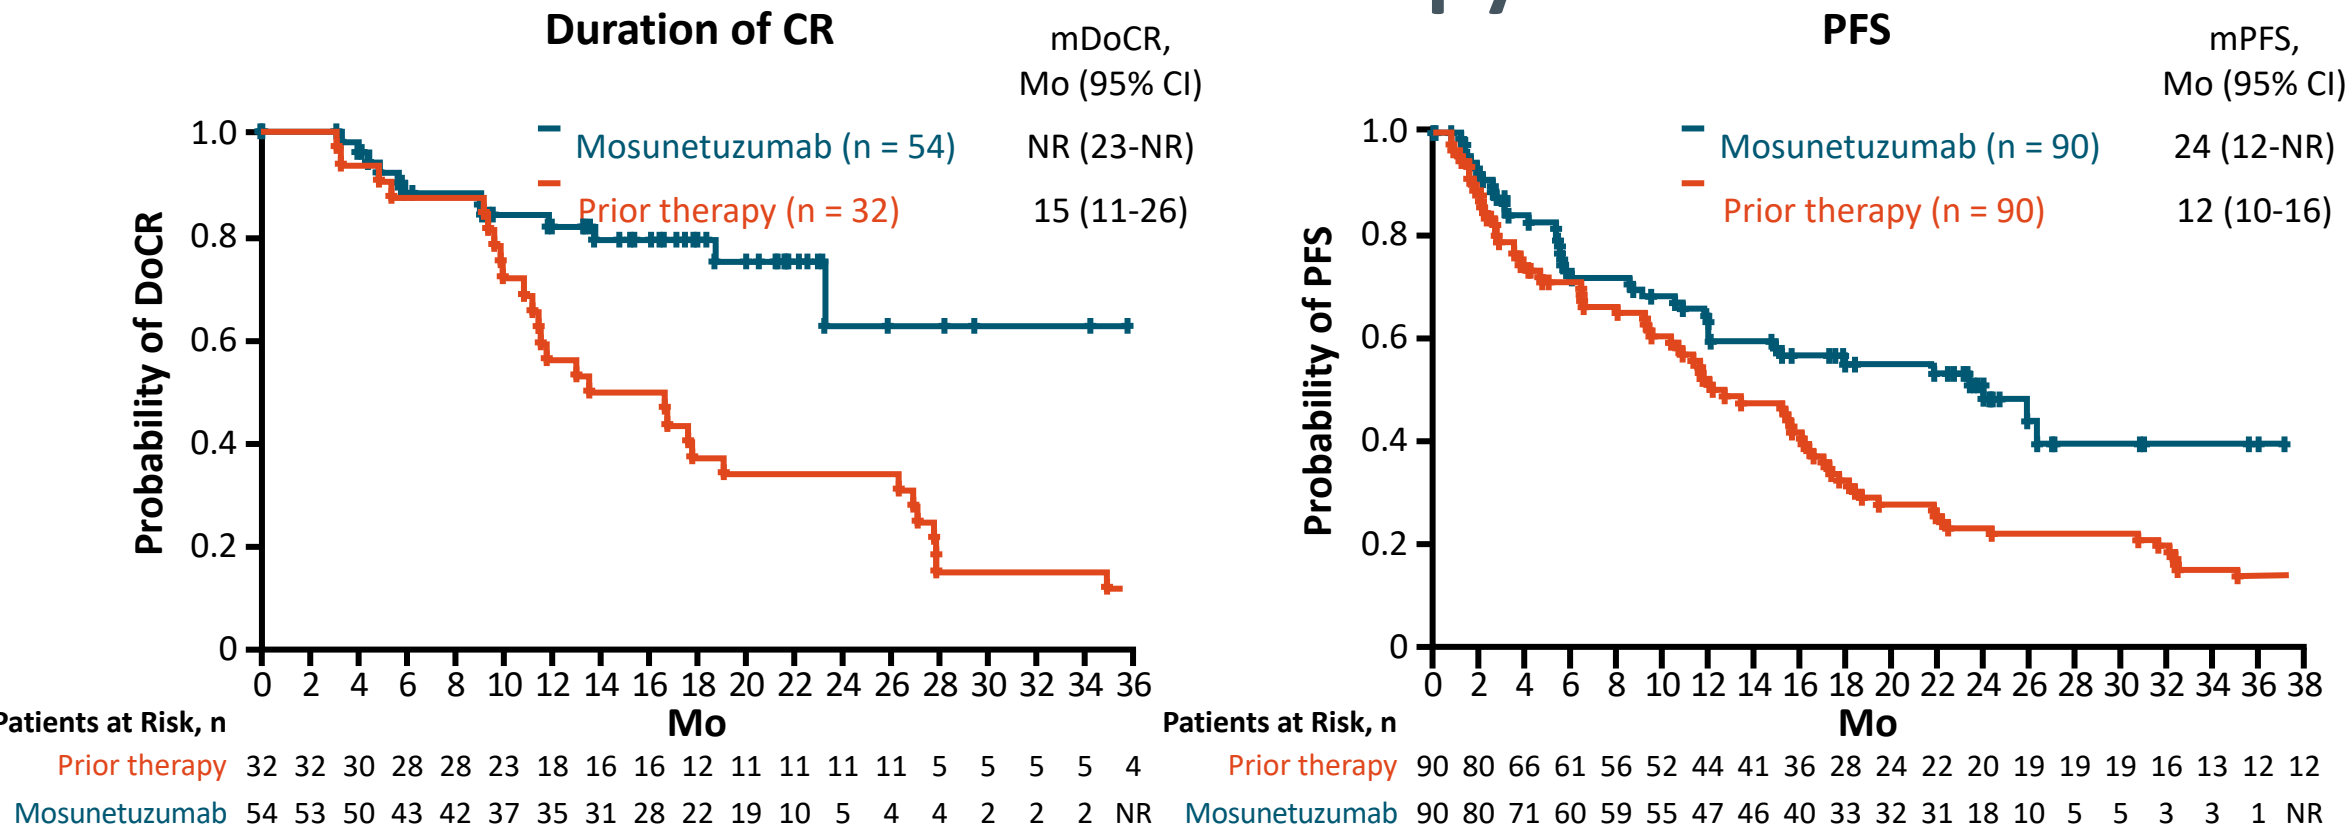 Duration of CR
mDoCR,
Mo (95% CI)
Mosunetuzumab (n = 54)
NR (23-NR)
Prior therapy (n = 32)
15 (11-26)
Probability of DoCR
1.0
0.8
0.6
0.4
0.2
0
0 2 4 6 8 10 12 14 16 18 20 22 24 26 28 30 32 34 36
Mo
Patients at Risk, n
Prior therapy 32 32 30 28 28 23 18 16 16 12 11 11 11 11 5 5 5 5 4
Mosunetuzumab 54 53 50 43 42 37 35 31 28 22 19 10 5 4 4 2 2 2 NR
PFS
mPFS,
Mo (95% CI)
Mosunetuzumab (n = 90)
24 (12-NR)
Prior therapy (n = 90)
12 (10-16)
Probability of PFS
1.0
0.8
0.6
0.4
0.2
0
0 2 4 6 8 10 12 14 16 18 20 22 24 26 28 30 32 34 36 38
Mo
Patients at Risk, n
Prior therapy 90 80 66 61 56 52 44 41 36 28 24 22 20 19 19 19 16 13 12 12
Mosunetuzumab 90 80 71 60 59 55 47 46 40 33 32 31 18 10 5 5 3 3 1 NR